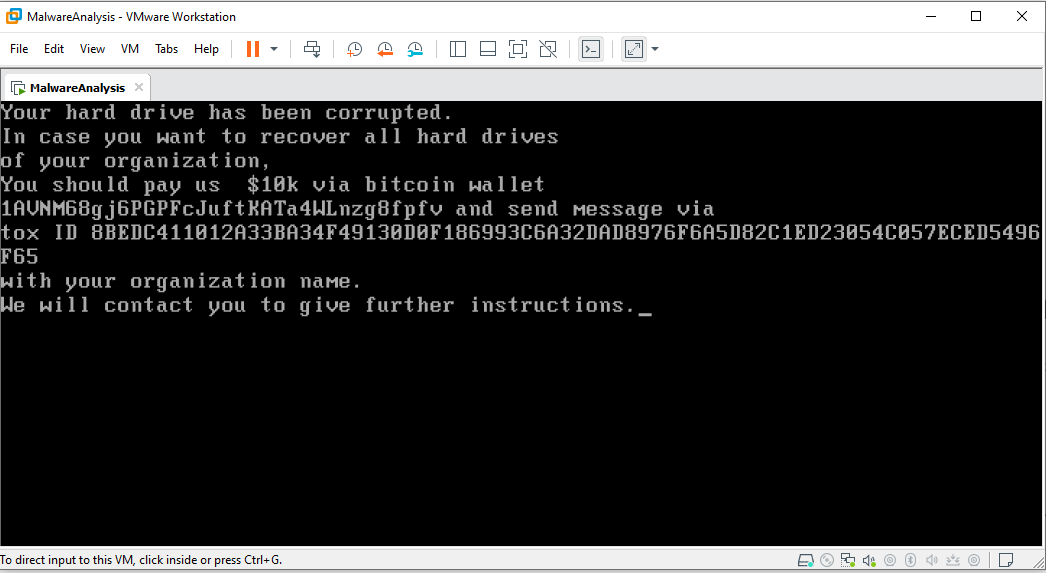 MalwareAnalysis - VMware Workstation
File Edit View VM Tabs Help
MalwareAnalysis
Your hard drive has been corrupted.
In case you want to recover all hard drives
of your organization,
You should pay us  $10k via bitcoin wallet
1AVNM68gj6PGPFcJuftKATa4WLnzg8fpfv and send message via
tox ID 8BEDC411012A33BA34F49130D0F186993C6A32DAD8976F6A5D82C1ED23054C057ECED5496
F65
with your organization name.
We will contact you to give further instructions._
To direct input to this VM, click inside or press Ctrl+G.